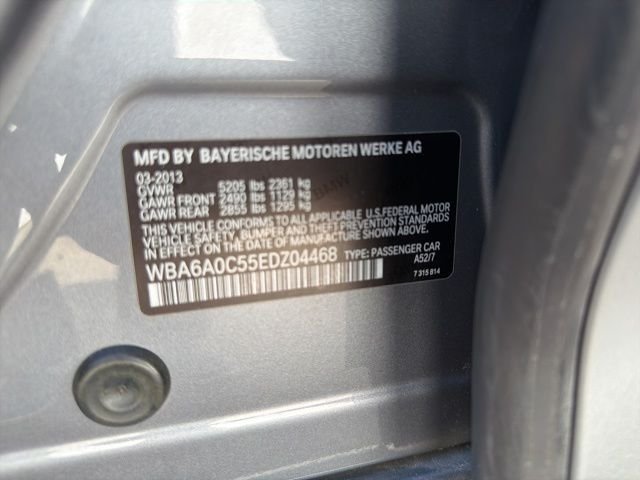 MFD BY BAYERISCHE MOTOREN WERKE AG
03-2013
GVWR 5205 lbs 2361 kg
GAWR FRONT 2490 lbs 1129 kg
GAWR REAR 2855 lbs 1295 kg
THIS VEHICLE CONFORMS TO ALL APPLICABLE U.S.FEDERAL MOTOR
VEHICLE SAFETY, BUMPER, AND THEFT PREVENTION STANDARDS
IN EFFECT ON THE DATE OF MANUFACTURE SHOWN ABOVE.
WBA6A0C55EDZ04468 TYPE: PASSENGER CAR
A52/7
7 315 814